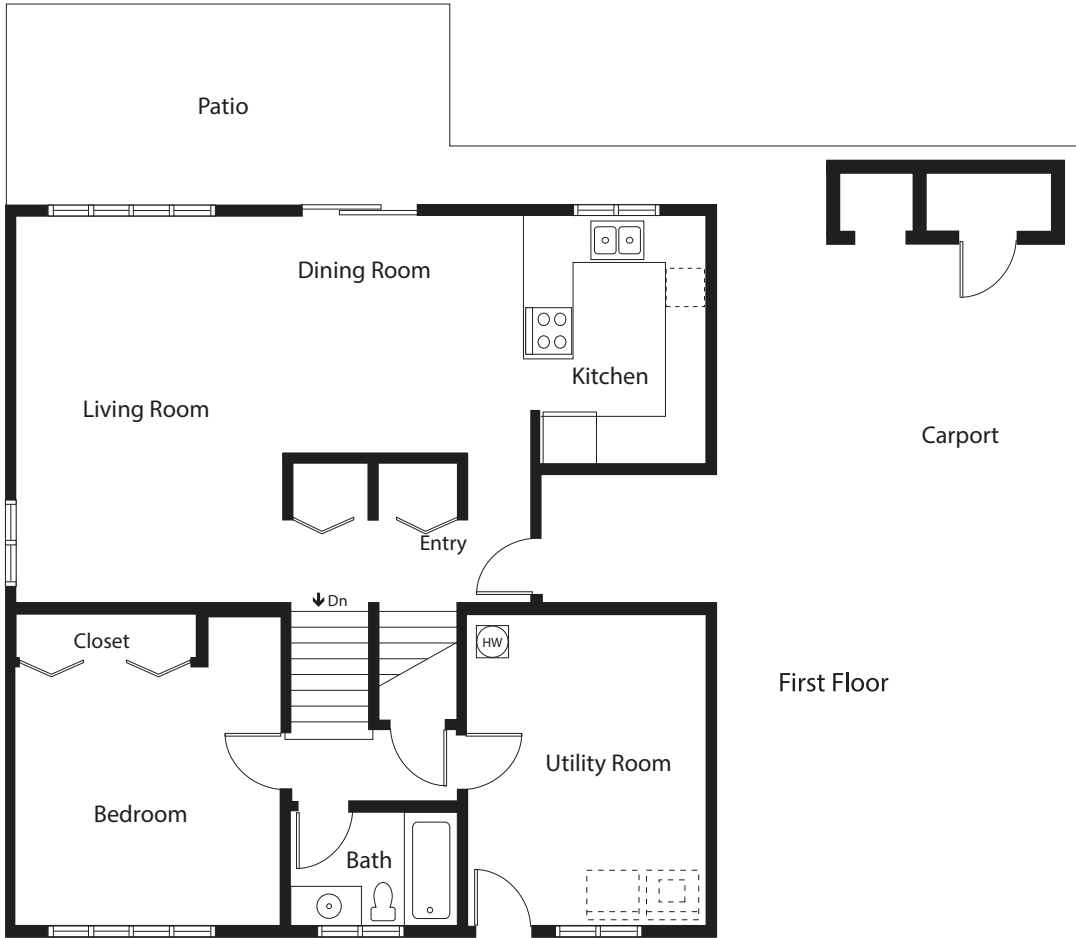 Patio
Dining Room
Kitchen
Living Room
Carport
Entry
Dn
Closet
HW
First Floor
Utility Room
Bedroom
Bath